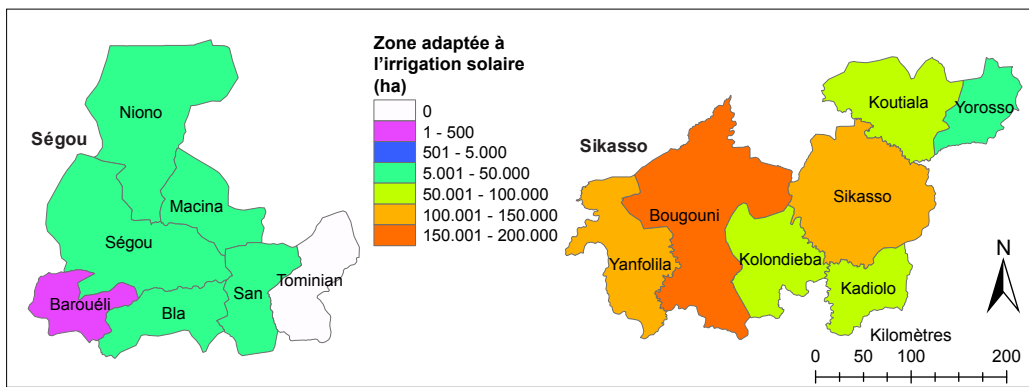 Zone adaptée à
l'irrigation solaire
(ha)
0
1 - 500
501 - 5.000
5.001 - 50.000
50.001 - 100.000
100.001 - 150.000
150.001 - 200.000
Ségou
Niono
Macina
Ségou
Tominian
San
Barouéli
Bla
Sikasso
Koutiala
Yorosso
Sikasso
Bougouni
Yanfolila
Kolondieba
Kadiolo
N
Kilomètres
0 50 100 200